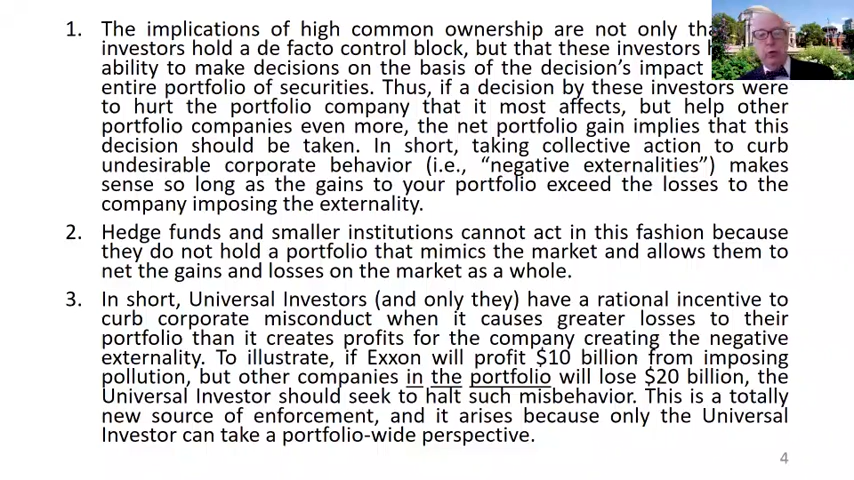 1. The implications of high common ownership are not only
investors hold a de facto control block, but that these investors
ability to make decisions on the basis of the decision's impact
entire portfolio of securities. Thus, if a decision by these investors were
to hurt the portfolio company that it most affects, but help other
portfolio companies even more, the net portfolio gain implies that this
decision should be taken. In short, taking collective action to curb
undesirable corporate behavior (i.e., “negative externalities”) makes
sense so long as the gains to your portfolio exceed the losses to the
company imposing the externality.
2. Hedge funds and smaller institutions cannot act in this fashion because
they do not hold a portfolio that mimics the market and allows them to
net the gains and losses on the market as a whole.
3. In short, Universal Investors (and only they) have a rational incentive to
curb corporate misconduct when it causes greater losses to their
portfolio than it creates profits for the company creating the negative
externality. To illustrate, if Exxon will profit $10 billion from imposing
pollution, but other companies in the portfolio will lose $20 billion, the
Universal Investor should seek to halt such misbehavior. This is a totally
new source of enforcement, and it arises because only the Universal
Investor can take a portfolio-wide perspective.
4